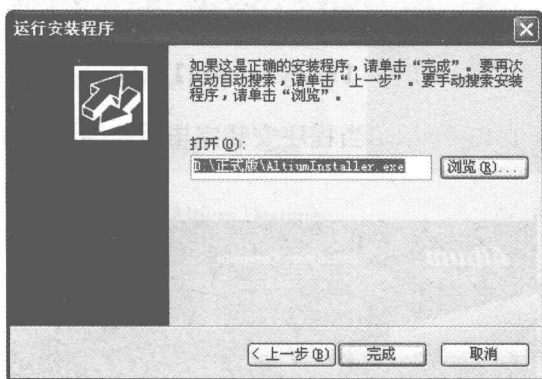 运行安装程序
如果这是正确的安装程序，请单击“完成”。要再次
启动自动搜索，请单击“上一步”。要手动搜索安装
程序，请单击“浏览”。
打开(O):
D:\正式版\AltiumInstaller.exe
浏览(R)...
< 上一步(B)
完成
取消